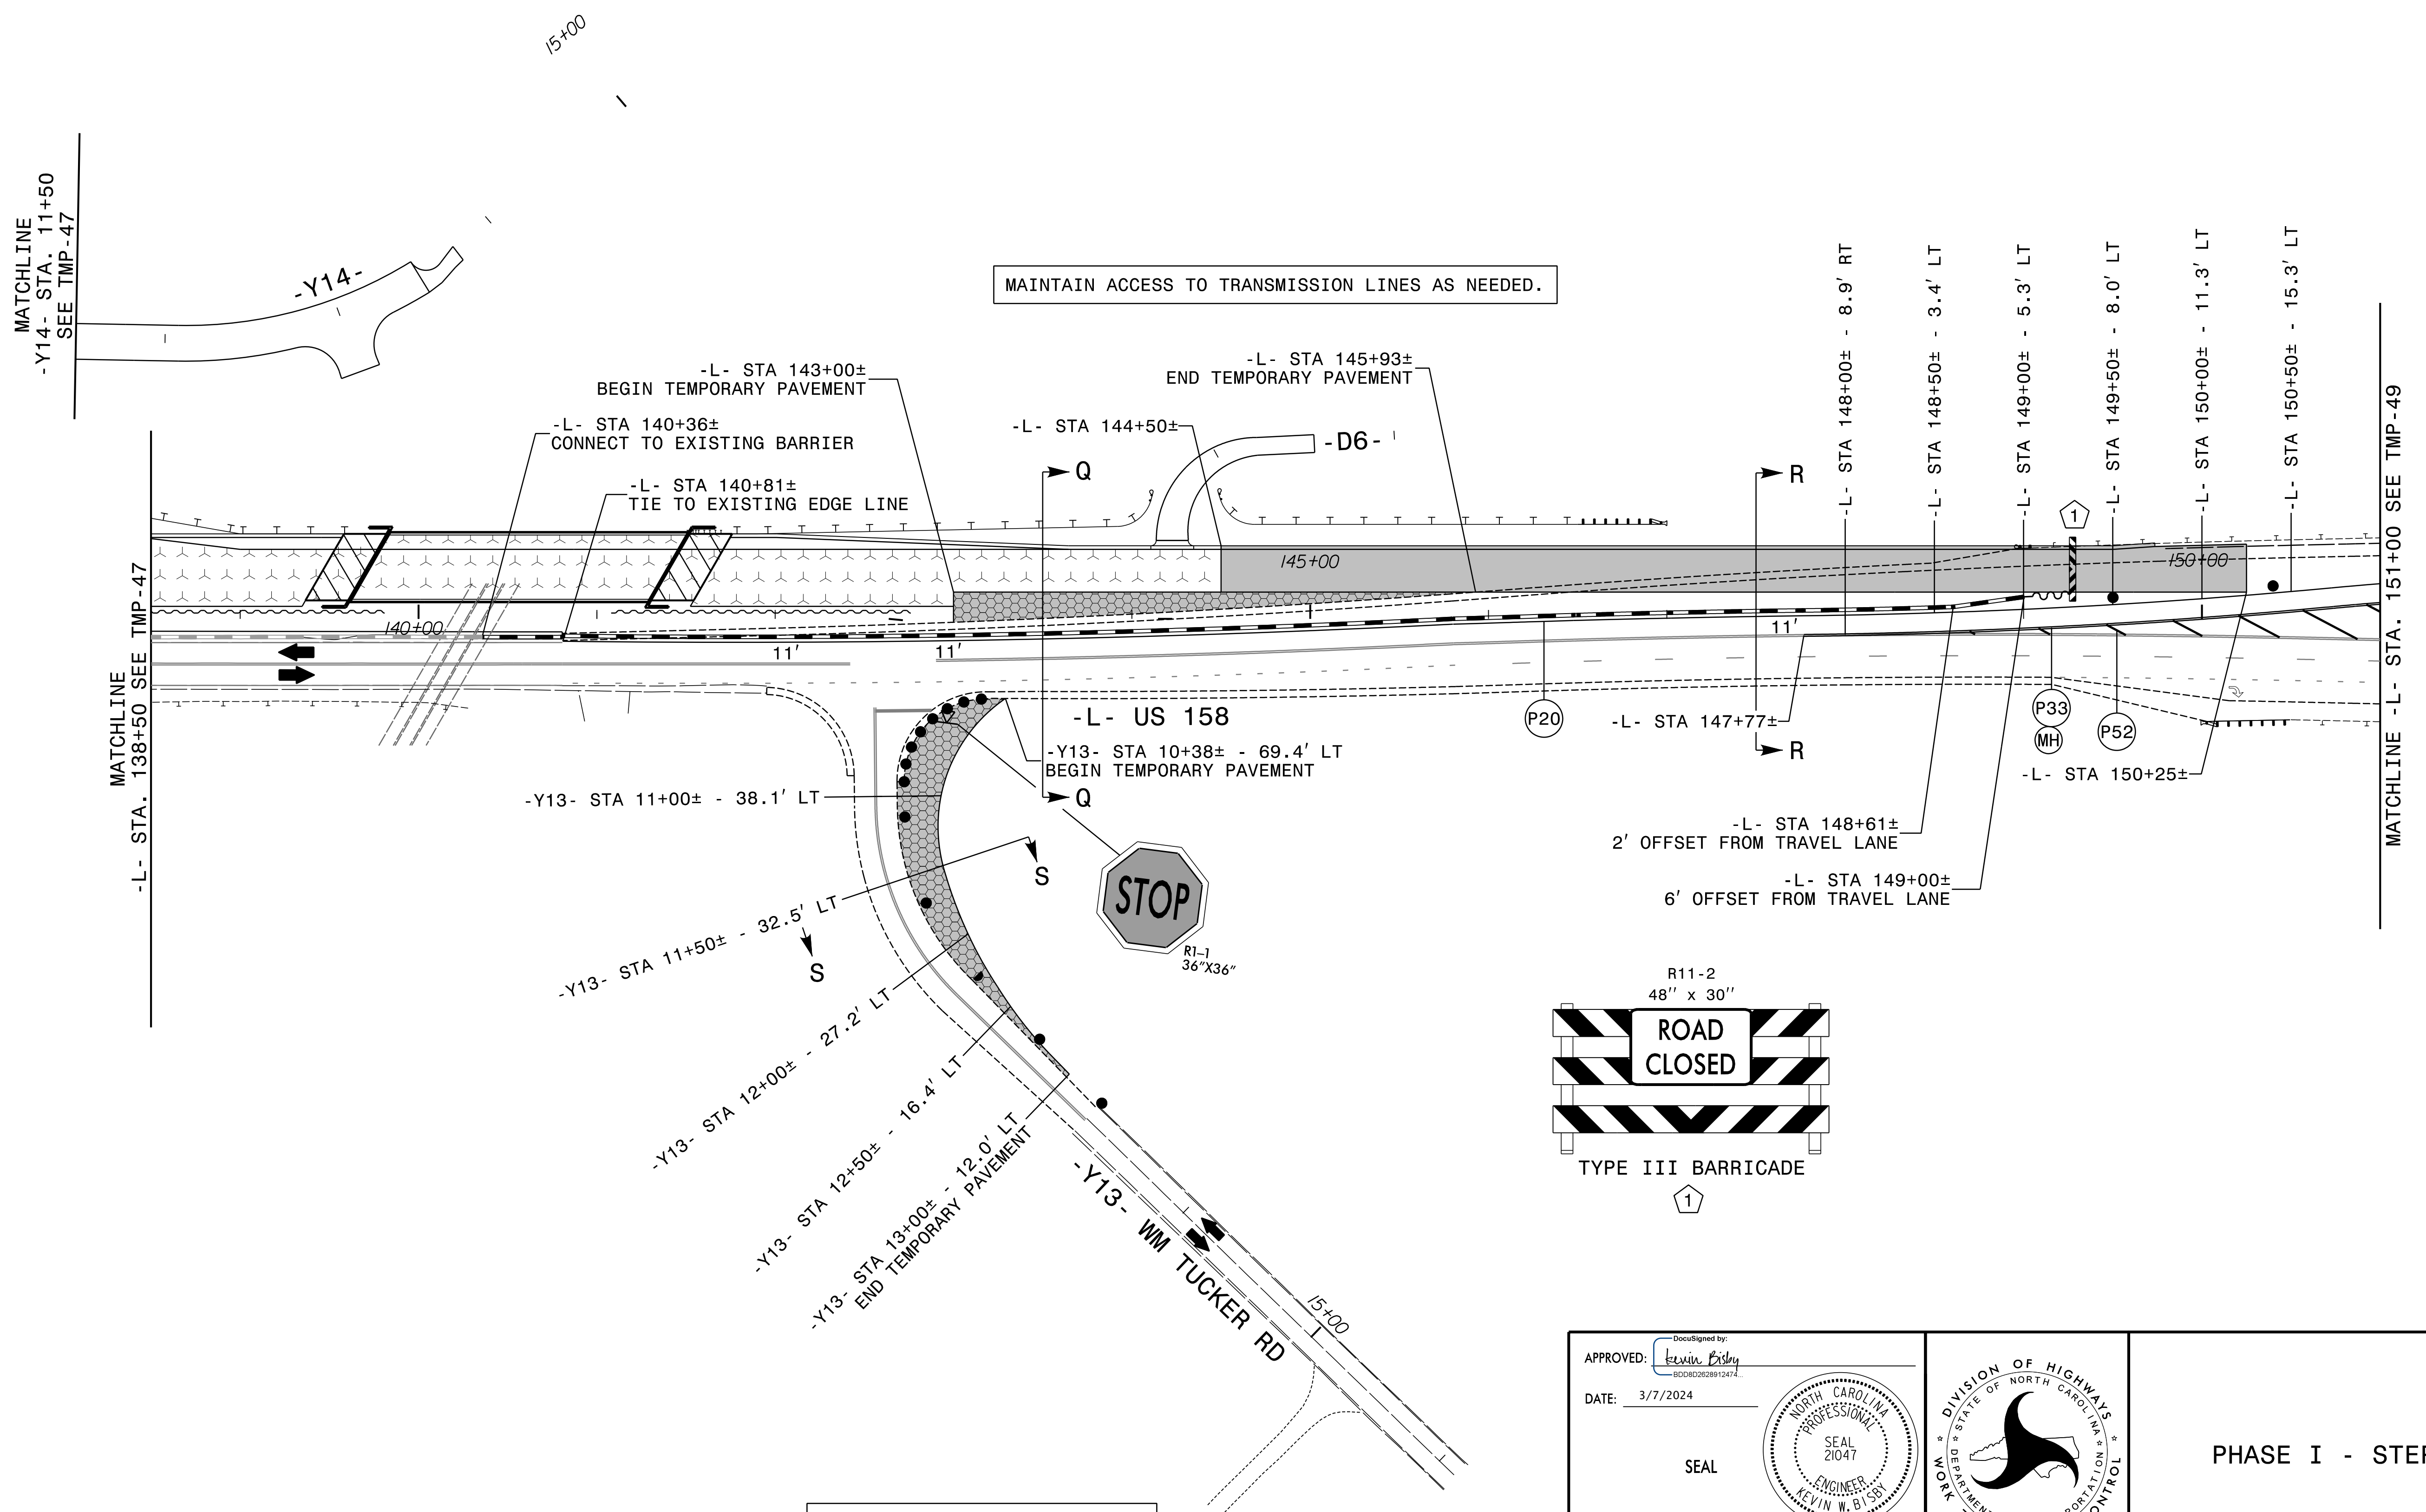 15+00
MATCHLINE
-Y14- STA. 11+50
SEE TMP-47
-Y14-
MAINTAIN ACCESS TO TRANSMISSION LINES AS NEEDED.
-L- STA 143+00±
BEGIN TEMPORARY PAVEMENT
-L- STA 145+93±
END TEMPORARY PAVEMENT
-L- STA 140+36±
CONNECT TO EXISTING BARRIER
-L- STA 144+50±
-D6-
-L- STA 140+81±
TIE TO EXISTING EDGE LINE
Q
R
-L- STA 148+00± - 8.9' RT
-L- STA 148+50± - 3.4' LT
-L- STA 149+00± - 5.3' LT
-L- STA 149+50± - 8.0' LT
-L- STA 150+00± - 11.3' LT
-L- STA 150+50± - 15.3' LT
1
MATCHLINE -L- STA. 151+00 SEE TMP-49
MATCHLINE
-L- STA. 138+50 SEE TMP-47
140+00
145+00
150+00
11'
11'
11'
-L- US 158
P20
-L- STA 147+77±
P33
MH
P52
R
-L- STA 150+25±
-Y13- STA 10+38± - 69.4' LT
BEGIN TEMPORARY PAVEMENT
Q
-Y13- STA 11+00± - 38.1' LT
-L- STA 148+61±
2' OFFSET FROM TRAVEL LANE
-L- STA 149+00±
6' OFFSET FROM TRAVEL LANE
S
STOP
R1-1
36"X36"
-Y13- STA 11+50± - 32.5' LT
S
-Y13- STA 12+00± - 27.2' LT
-Y13- STA 12+50± - 16.4' LT
-Y13- STA 13+00± - 12.0' LT
END TEMPORARY PAVEMENT
R11-2
48'' x 30''
ROAD
CLOSED
TYPE III BARRICADE
1
-Y13- WM TUCKER RD
15+00
APPROVED:
DocuSigned by:
Kevin Bisby
BDD8D2628912474...
DATE: 3/7/2024
SEAL
NORTH CAROLINA
PROFESSIONAL
SEAL
21047
ENGINEER
KEVIN W. BISBY
DIVISION OF HIGHWAYS
STATE OF NORTH CAROLINA
WORK
PHASE I - STEP